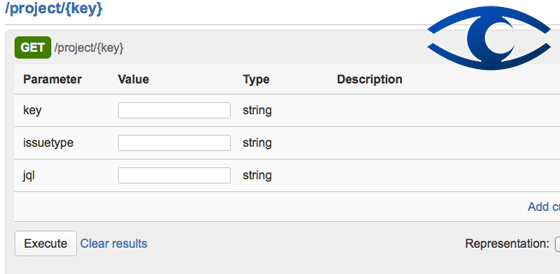 /project/{key}
GET /project/{key}
Parameter Value Type Description
key string
issuetype string
jql string
Add
Execute Clear results Representation: